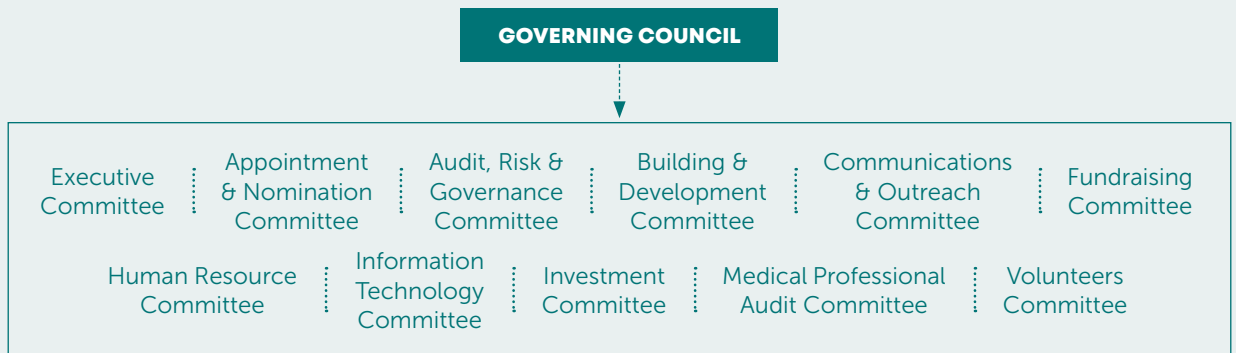 GOVERNING COUNCIL
Executive
Committee
Appointment
& Nomination
Committee
Audit, Risk &
Governance
Committee
Building &
Development
Committee
Communications
& Outreach
Committee
Fundraising
Committee
Human Resource
Committee
Information
Technology
Committee
Investment
Committee
Medical Professional
Audit Committee
Volunteers
Committee